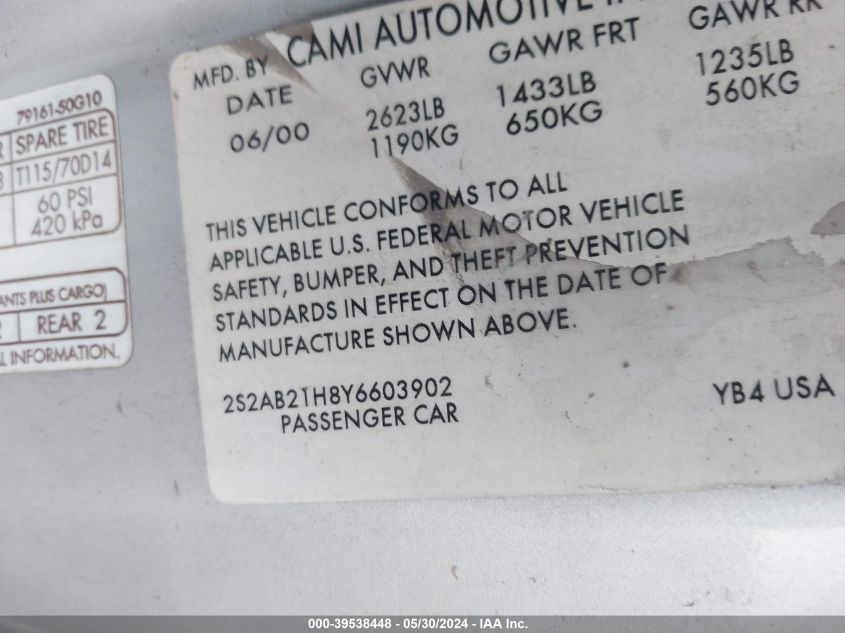 79161-50G10
SPARE TIRE
T115/70D14
60 PSI
420 kPa
PLUS CARGO
REAR 2
INFORMATION.
MFD. BY CAMI AUTOMOTIVE
DATE GVWR GAWR FRT GAWR RR
06/00 2623LB 1433LB 1235LB
1190KG 650KG 560KG
THIS VEHICLE CONFORMS TO ALL
APPLICABLE U.S. FEDERAL MOTOR VEHICLE
SAFETY, BUMPER, AND THEFT PREVENTION
STANDARDS IN EFFECT ON THE DATE OF
MANUFACTURE SHOWN ABOVE.
2S2AB21H8Y6603902 YB4 USA
PASSENGER CAR
000-39538448 - 05/30/2024 - IAA Inc.